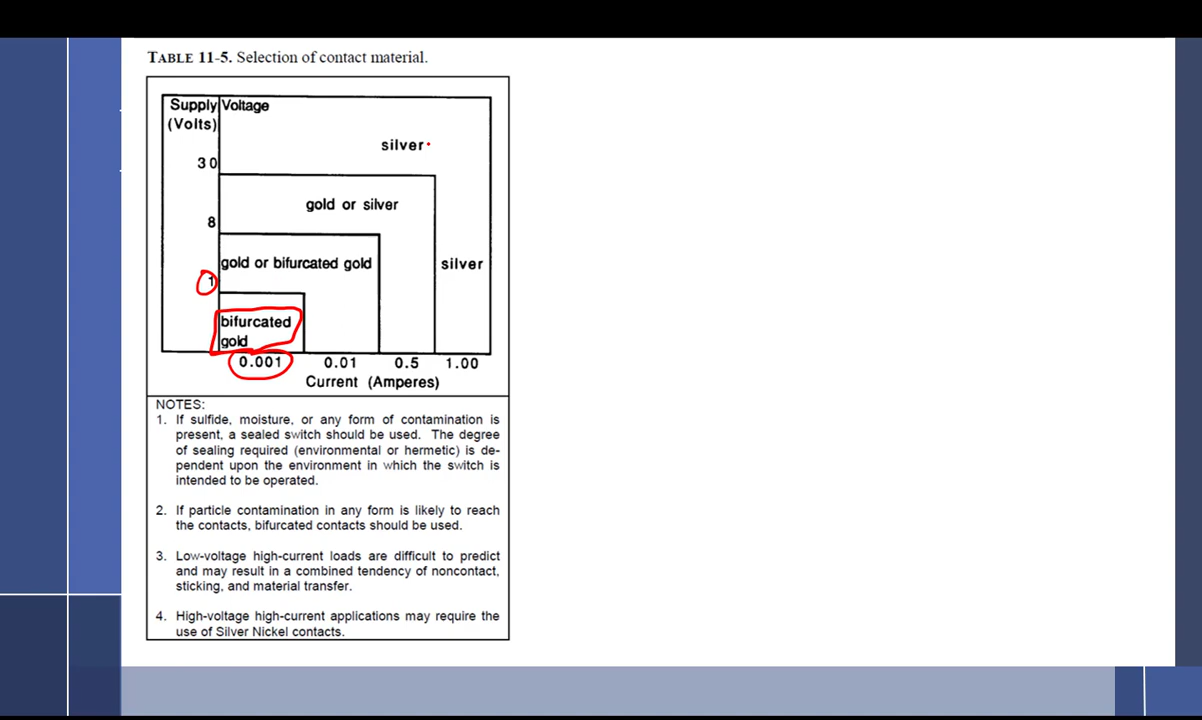 TABLE 11-5. Selection of contact material.
Supply Voltage
(Volts)
silver
30
gold or silver
8
gold or bifurcated gold
silver
1
bifurcated
gold
0.001 0.01 0.5 1.00
Current (Amperes)
NOTES:
1. If sulfide, moisture, or any form of contamination is
present, a sealed switch should be used. The degree
of sealing required (environmental or hermetic) is de-
pendent upon the environment in which the switch is
intended to be operated.
2. If particle contamination in any form is likely to reach
the contacts, bifurcated contacts should be used.
3. Low-voltage high-current loads are difficult to predict
and may result in a combined tendency of noncontact,
sticking, and material transfer.
4. High-voltage high-current applications may require the
use of Silver Nickel contacts.